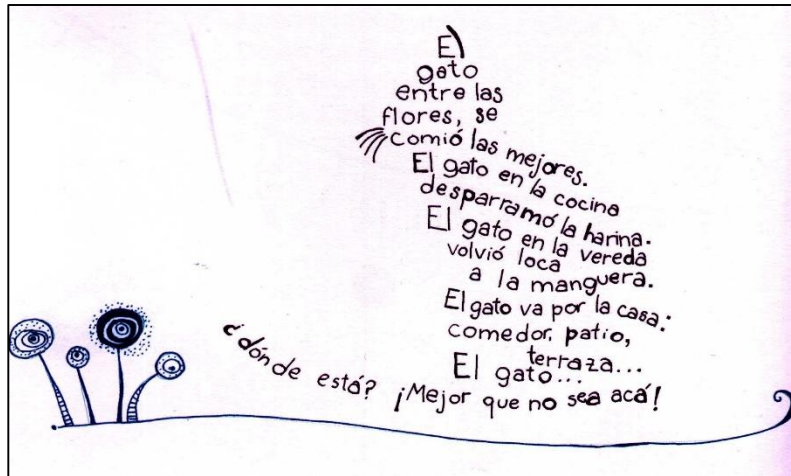 El
gato
entre las
flores, se
comió las mejores.
El gato en la cocina
desparramó la harina.
El gato en la vereda
volvió loca
a la manguera.
El gato va por la casa:
comedor, patio,
terraza...
El gato...
¿dónde está? ¡Mejor que no sea acá!